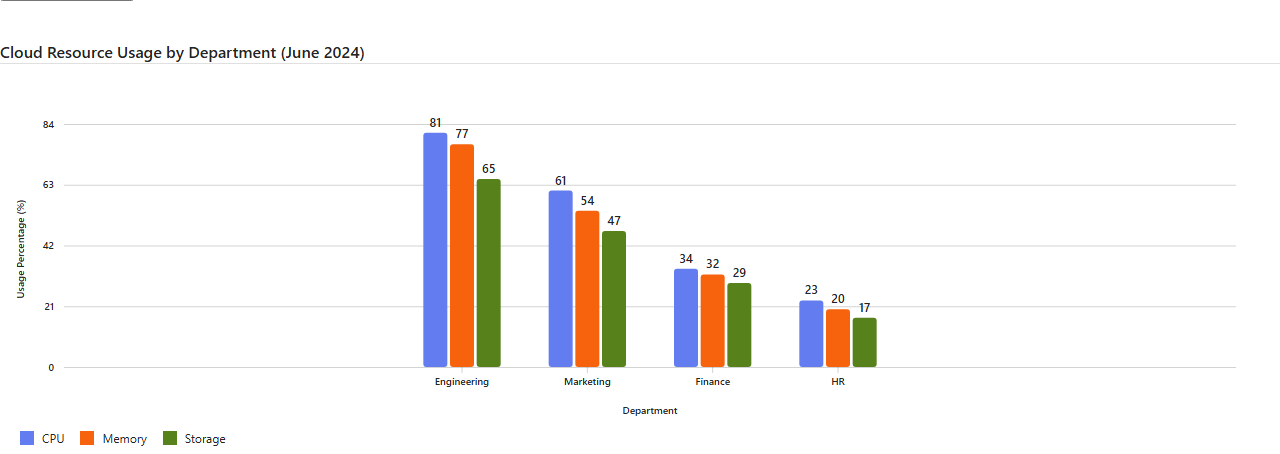 Cloud Resource Usage by Department (June 2024)
84
63
42
21
0
Usage Percentage (%)
81
77
65
61
54
47
34
32
29
23
20
17
Engineering
Marketing
Finance
HR
Department
CPU
Memory
Storage